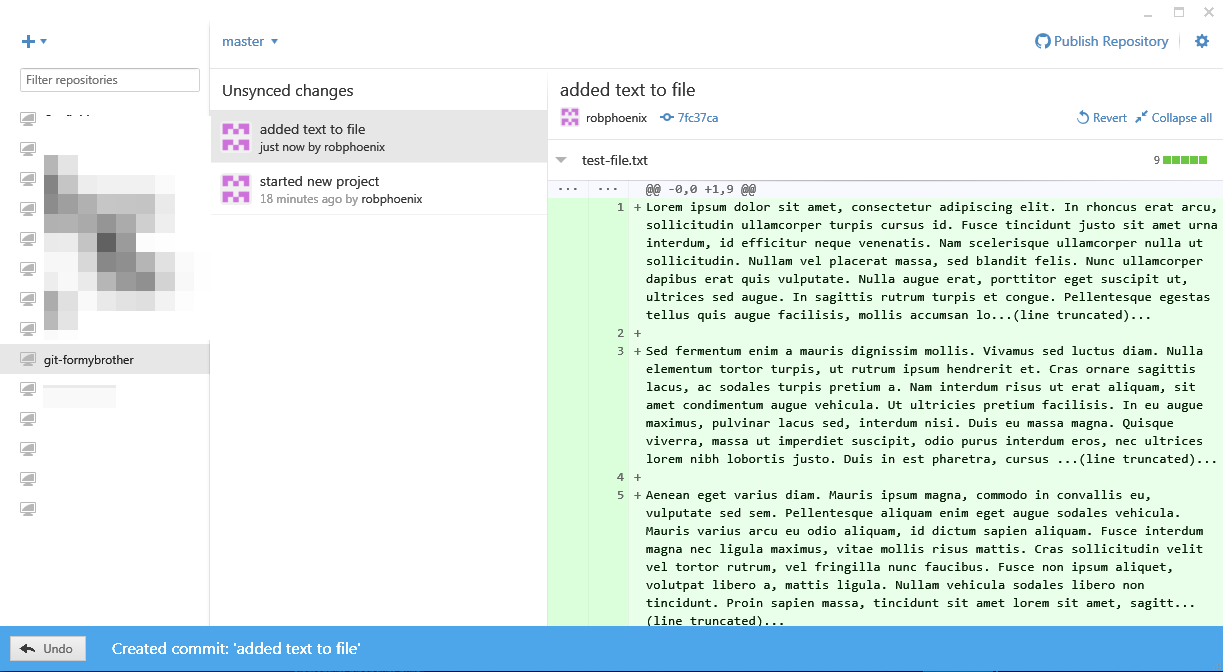 master
Publish Repository
Filter repositories
Unsynced changes
added text to file
just now by robphoenix
started new project
18 minutes ago by robphoenix
git-formybrother
added text to file
robphoenix 7fc37ca
Revert Collapse all
test-file.txt 9
... ... @@ -0,0 +1,9 @@
1 +Lorem ipsum dolor sit amet, consectetur adipiscing elit. In rhoncus erat arcu,
sollicitudin ullamcorper turpis cursus id. Fusce tincidunt justo sit amet urna
interdum, id efficitur neque venenatis. Nam scelerisque ullamcorper nulla ut
sollicitudin. Nullam vel placerat massa, sed blandit felis. Nunc ullamcorper
dapibus erat quis vulputate. Nulla augue erat, porttitor eget suscipit ut,
ultrices sed augue. In sagittis rutrum turpis et congue. Pellentesque egestas
tellus quis augue facilisis, mollis accumsan lo...(line truncated)...
2 +
3 +Sed fermentum enim a mauris dignissim mollis. Vivamus sed luctus diam. Nulla
elementum tortor turpis, ut rutrum ipsum hendrerit et. Cras ornare sagittis
lacus, ac sodales turpis pretium a. Nam interdum risus ut erat aliquam, sit
amet condimentum augue vehicula. Ut ultricies pretium facilisis. In eu augue
maximus, pulvinar lacus sed, interdum nisi. Duis eu massa magna. Quisque
viverra, massa ut imperdiet suscipit, odio purus interdum eros, nec ultrices
lorem nibh lobortis justo. Duis in est pharetra, cursus ...(line truncated)...
4 +
5 +Aenean eget varius diam. Mauris ipsum magna, commodo in convallis eu,
vulputate sed sem. Pellentesque aliquam enim eget augue sodales vehicula.
Mauris varius arcu eu odio aliquam, id dictum sapien aliquam. Fusce interdum
magna nec ligula maximus, vitae mollis risus mattis. Cras sollicitudin velit
vel tortor rutrum, vel fringilla nunc faucibus. Fusce non ipsum aliquet,
volutpat libero a, mattis ligula. Nullam vehicula sodales libero non
tincidunt. Proin sapien massa, tincidunt sit amet lorem sit amet, sagitt...
(line truncated)...
Undo
Created commit: 'added text to file'